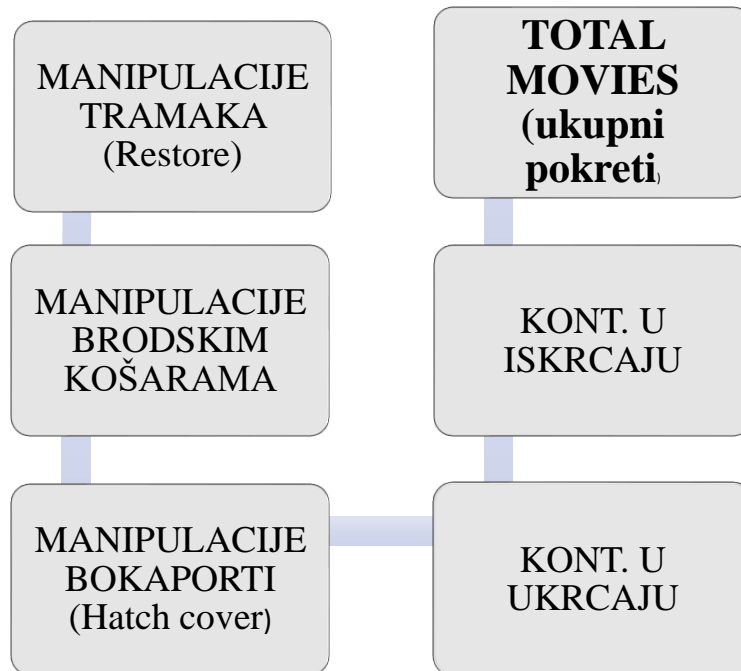 MANIPULACIJE
TRAMAKA
(Restore)
MANIPULACIJE
BRODSKIM
KOŠARAMA
MANIPULACIJE
BOKAPORTI
(Hatch cover)
KONT. U
UKRCAJU
KONT. U
ISKRCAJU
TOTAL
MOVIES
(ukupni
pokreti)